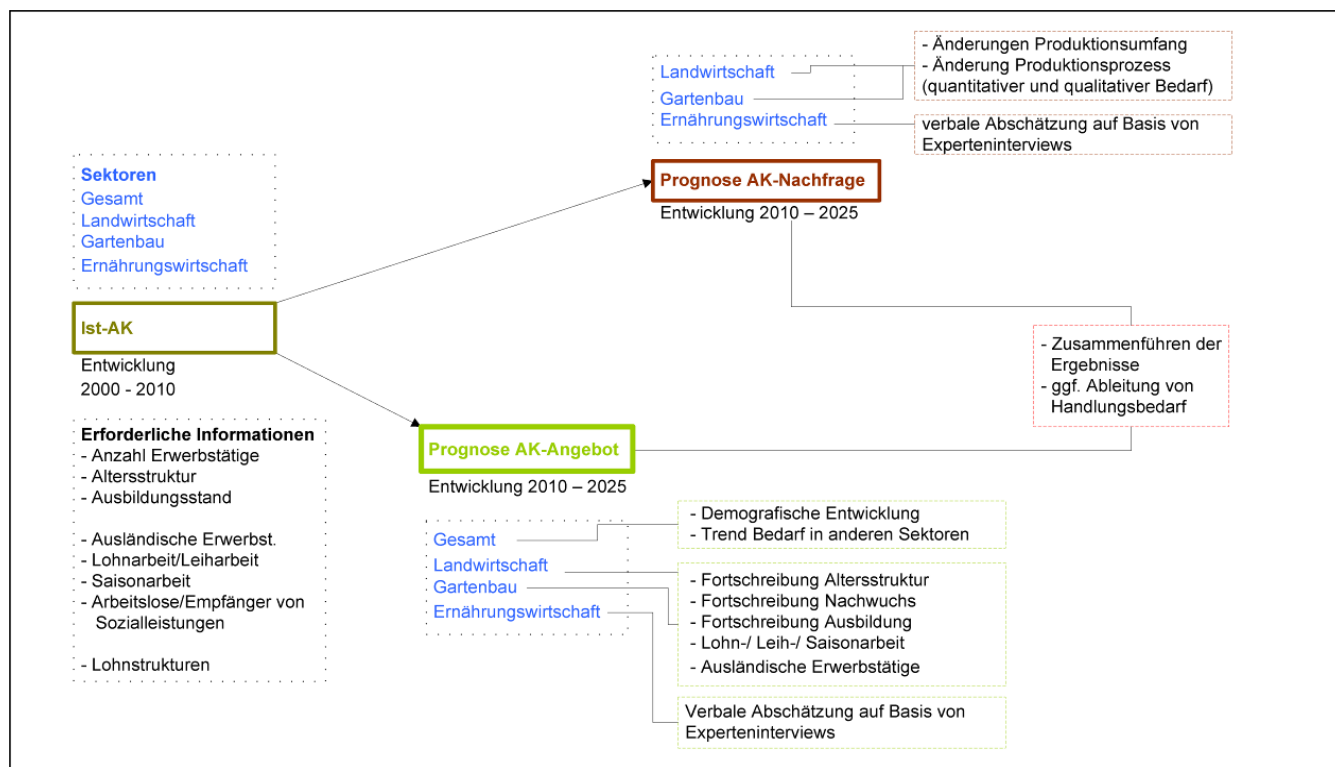 Landwirtschaft
Gartenbau
Ernährungswirtschaft
- Änderungen Produktionsumfang
- Änderung Produktionsprozess
(quantitativer und qualitativer Bedarf)
verbale Abschätzung auf Basis von
Experteninterviews
Prognose AK-Nachfrage
Entwicklung 2010 – 2025
Sektoren
Gesamt
Landwirtschaft
Gartenbau
Ernährungswirtschaft
Ist-AK
Entwicklung
2000 - 2010
Erforderliche Informationen
- Anzahl Erwerbstätige
- Altersstruktur
- Ausbildungsstand
- Ausländische Erwerbst.
- Lohnarbeit/Leiharbeit
- Saisonarbeit
- Arbeitslose/Empfänger von
Sozialleistungen
- Lohnstrukturen
- Zusammenführen der
Ergebnisse
- ggf. Ableitung von
Handlungsbedarf
Prognose AK-Angebot
Entwicklung 2010 – 2025
Gesamt
Landwirtschaft
Gartenbau
Ernährungswirtschaft
- Demografische Entwicklung
- Trend Bedarf in anderen Sektoren
- Fortschreibung Altersstruktur
- Fortschreibung Nachwuchs
- Fortschreibung Ausbildung
- Lohn-/ Leih-/ Saisonarbeit
- Ausländische Erwerbstätige
Verbale Abschätzung auf Basis von
Experteninterviews